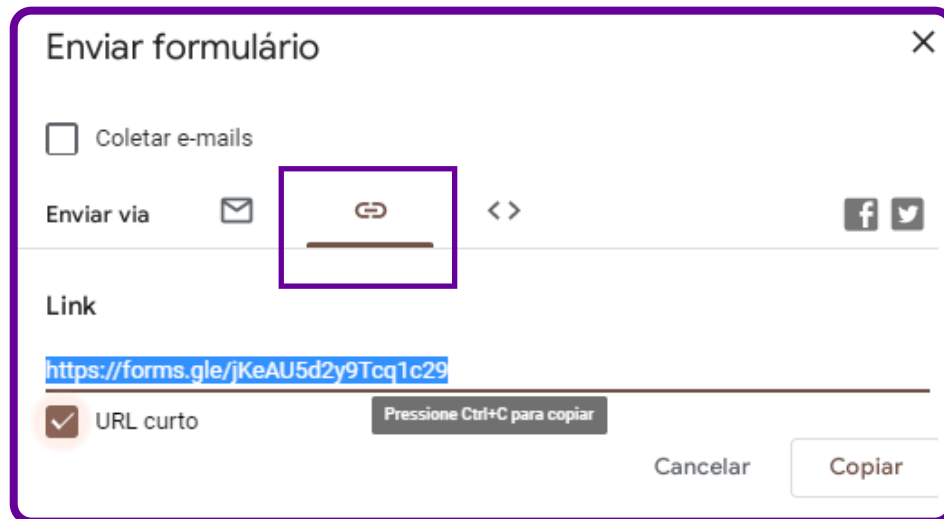 Enviar formulário
Coletar e-mails
Enviar via
Link
https://forms.gle/jKeAU5d2y9Tcq1c29
URL curto
Pressione Ctrl+C para copiar
Cancelar Copiar